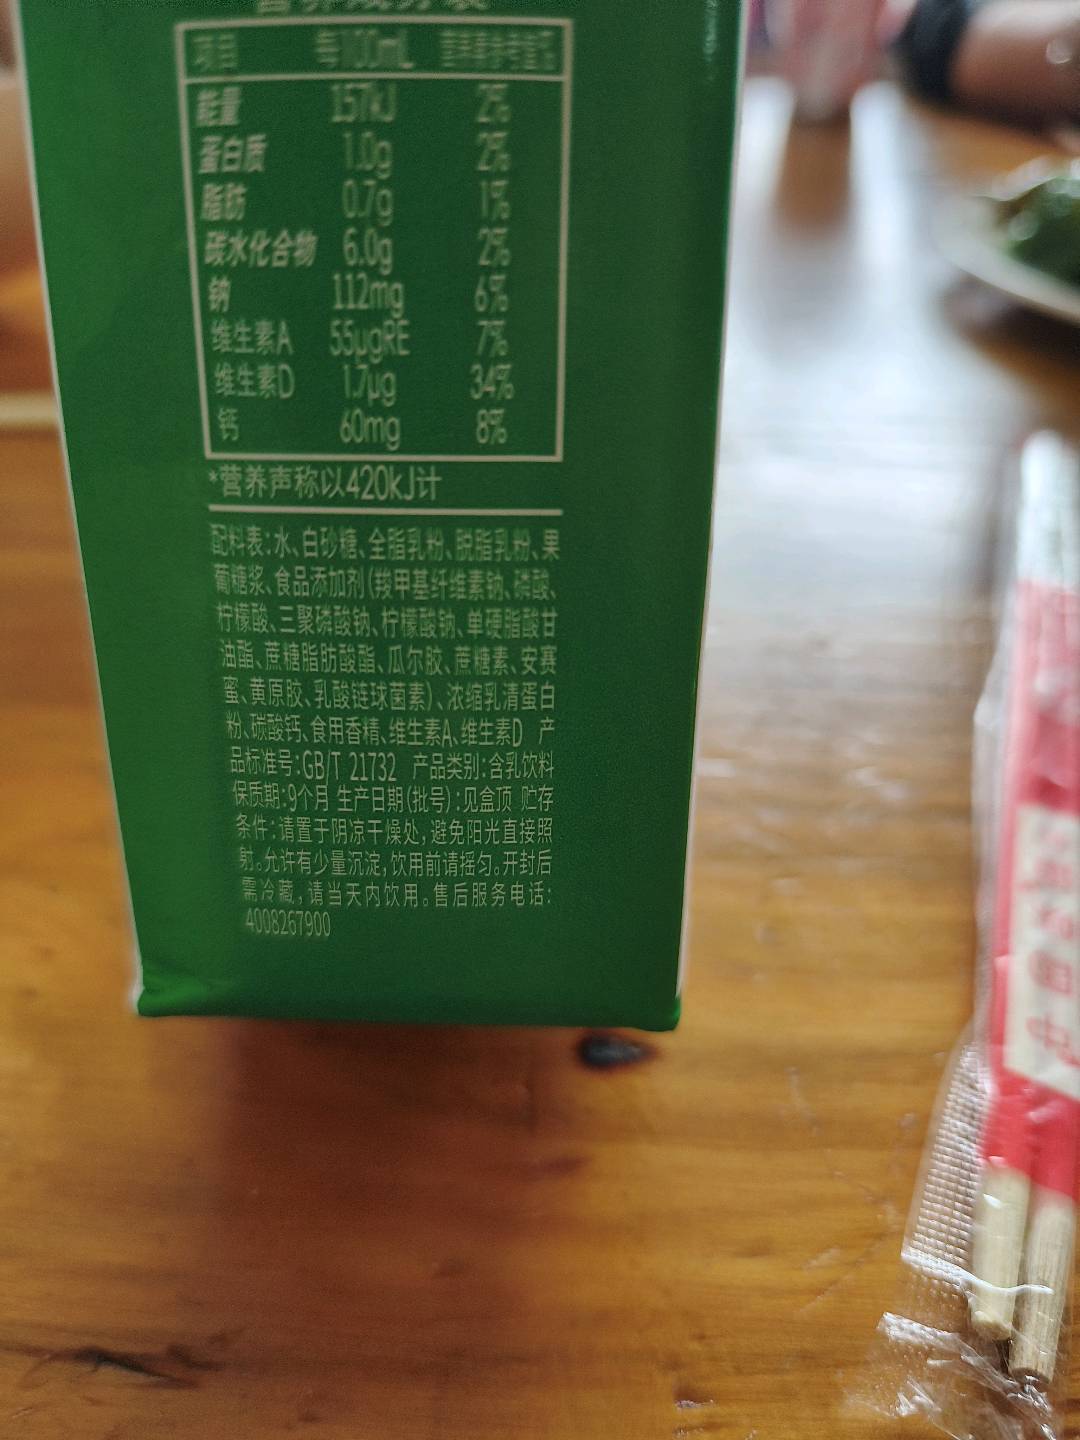 营养成分表
项目 每100mL 营养素参考值%
能量 157kJ 2%
蛋白质 1.0g 2%
脂肪 0.7g 1%
碳水化合物 6.0g 2%
钠 112mg 6%
维生素A 55μgRE 7%
维生素D 1.7μg 34%
钙 60mg 8%
*营养声称以420kJ计
配料表:水、白砂糖、全脂乳粉、脱脂乳粉、果
葡糖浆、食品添加剂(羧甲基纤维素钠、磷酸、
柠檬酸、三聚磷酸钠、柠檬酸钠、单硬脂酸甘
油酯、蔗糖脂肪酸酯、瓜尔胶、蔗糖素、安赛
蜜、黄原胶、乳酸链球菌素)、浓缩乳清蛋白
粉、碳酸钙、食用香精、维生素A、维生素D 产
品标准号:GB/T 21732 产品类别:含乳饮料
保质期:9个月 生产日期(批号):见盒顶 贮存
条件:请置于阴凉干燥处,避免阳光直接照
射。允许有少量沉淀,饮用前请摇匀。开封后
需冷藏,请当天内饮用。售后服务电话:
4008267900